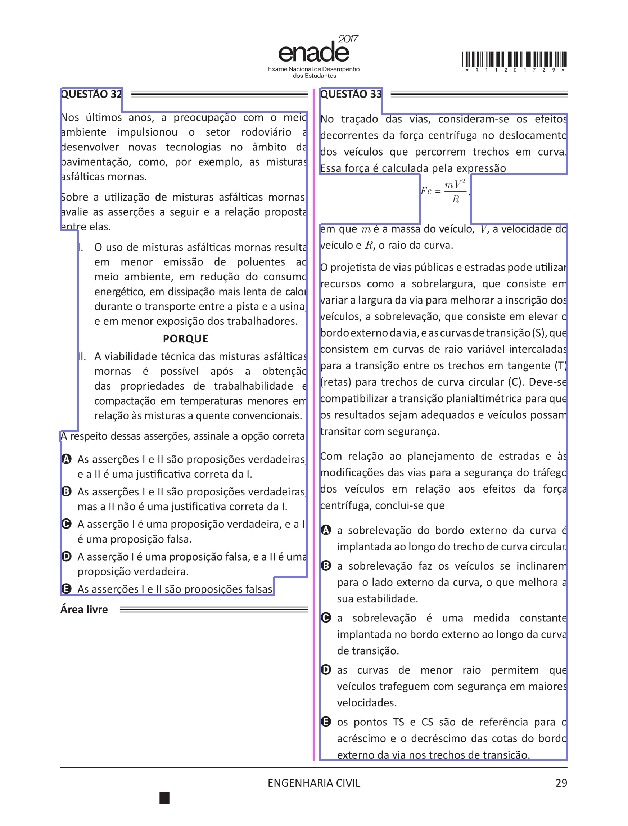 enade 2017
Exame Nacional de Desempenho
dos Estudantes
*R1120172 9*
QUESTÃO 32
Nos últimos anos, a preocupação com o meio
ambiente impulsionou o setor rodoviário a
desenvolver novas tecnologias no âmbito da
pavimentação, como, por exemplo, as misturas
asfálticas mornas.
Sobre a utilização de misturas asfálticas mornas,
avalie as asserções a seguir e a relação proposta
entre elas.
I. O uso de misturas asfálticas mornas resulta
em menor emissão de poluentes ao
meio ambiente, em redução do consumo
energético, em dissipação mais lenta de calor
durante o transporte entre a pista e a usina,
e em menor exposição dos trabalhadores.
PORQUE
II. A viabilidade técnica das misturas asfálticas
mornas é possível após a obtenção
das propriedades de trabalhabilidade e
compactação em temperaturas menores em
relação às misturas a quente convencionais.
A respeito dessas asserções, assinale a opção correta.
A As asserções I e II são proposições verdadeiras,
e a II é uma justificativa correta da I.
B As asserções I e II são proposições verdadeiras,
mas a II não é uma justificativa correta da I.
C A asserção I é uma proposição verdadeira, e a II
é uma proposição falsa.
D A asserção I é uma proposição falsa, e a II é uma
proposição verdadeira.
E As asserções I e II são proposições falsas.
Área livre
QUESTÃO 33
No traçado das vias, consideram-se os efeitos
decorrentes da força centrífuga no deslocamento
dos veículos que percorrem trechos em curva.
Essa força é calculada pela expressão
Fc = mV²/R,
em que m é a massa do veículo, V, a velocidade do
veículo e R, o raio da curva.
O projetista de vias públicas e estradas pode utilizar
recursos como a sobrelargura, que consiste em
variar a largura da via para melhorar a inscrição dos
veículos, a sobrelevação, que consiste em elevar o
bordo externo da via, e as curvas de transição (S), que
consistem em curvas de raio variável intercaladas
para a transição entre os trechos em tangente (T)
(retas) para trechos de curva circular (C). Deve-se
compatibilizar a transição planialtimétrica para que
os resultados sejam adequados e veículos possam
transitar com segurança.
Com relação ao planejamento de estradas e às
modificações das vias para a segurança do tráfego
dos veículos em relação aos efeitos da força
centrífuga, conclui-se que
A a sobrelevação do bordo externo da curva é
implantada ao longo do trecho de curva circular.
B a sobrelevação faz os veículos se inclinarem
para o lado externo da curva, o que melhora a
sua estabilidade.
C a sobrelevação é uma medida constante
implantada no bordo externo ao longo da curva
de transição.
D as curvas de menor raio permitem que
veículos trafeguem com segurança em maiores
velocidades.
E os pontos TS e CS são de referência para o
acréscimo e o decréscimo das cotas do bordo
externo da via nos trechos de transição.
ENGENHARIA CIVIL 29